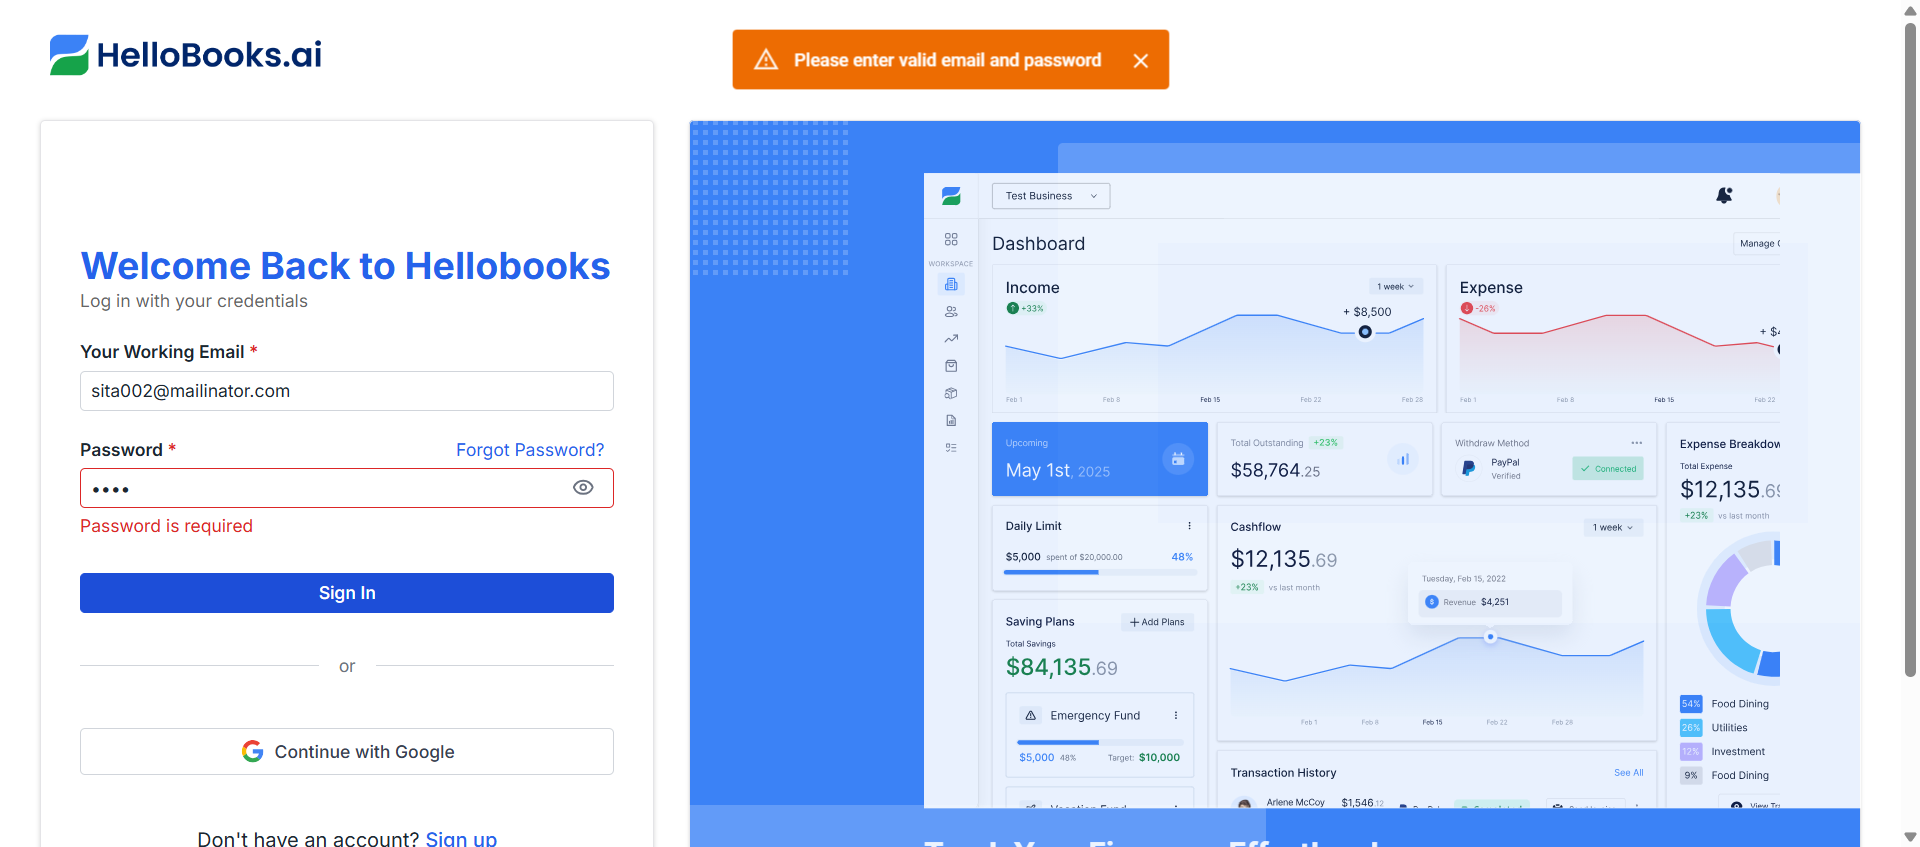 HelloBooks.ai
Please enter valid email and password
Welcome Back to Hellobooks
Log in with your credentials
Your Working Email *
sita002@mailinator.com
Password *
Forgot Password?
Password is required
Sign In
or
Continue with Google
Don't have an account? Sign up
Test Business
Dashboard
Manage
WORKSPACE
Income
1 week
+33%
+ $8,500
Feb 1
Feb 8
Feb 15
Feb 22
Feb 28
Expense
-26%
Feb 1
Feb 8
Feb 15
Feb 22
Upcoming
May 1st, 2025
Total Outstanding +23%
$58,764.25
Withdraw Method
PayPal
Verified
Connected
Expense Breakdow
Total Expense
$12,135.69
+23% vs last month
Daily Limit
$5,000 spent of $20,000.00
48%
Cashflow
1 week
$12,135.69
+23% vs last month
Tuesday, Feb 15, 2022
$ Revenue $4,251
Feb 1
Feb 8
Feb 15
Feb 22
Feb 28
Saving Plans
+ Add Plans
Total Savings
$84,135.69
Emergency Fund
$5,000 48%
Target: $10,000
54% Food Dining
26% Utilities
12% Investment
9% Food Dining
Transaction History
See All
Arlene McCoy
$1,546.12